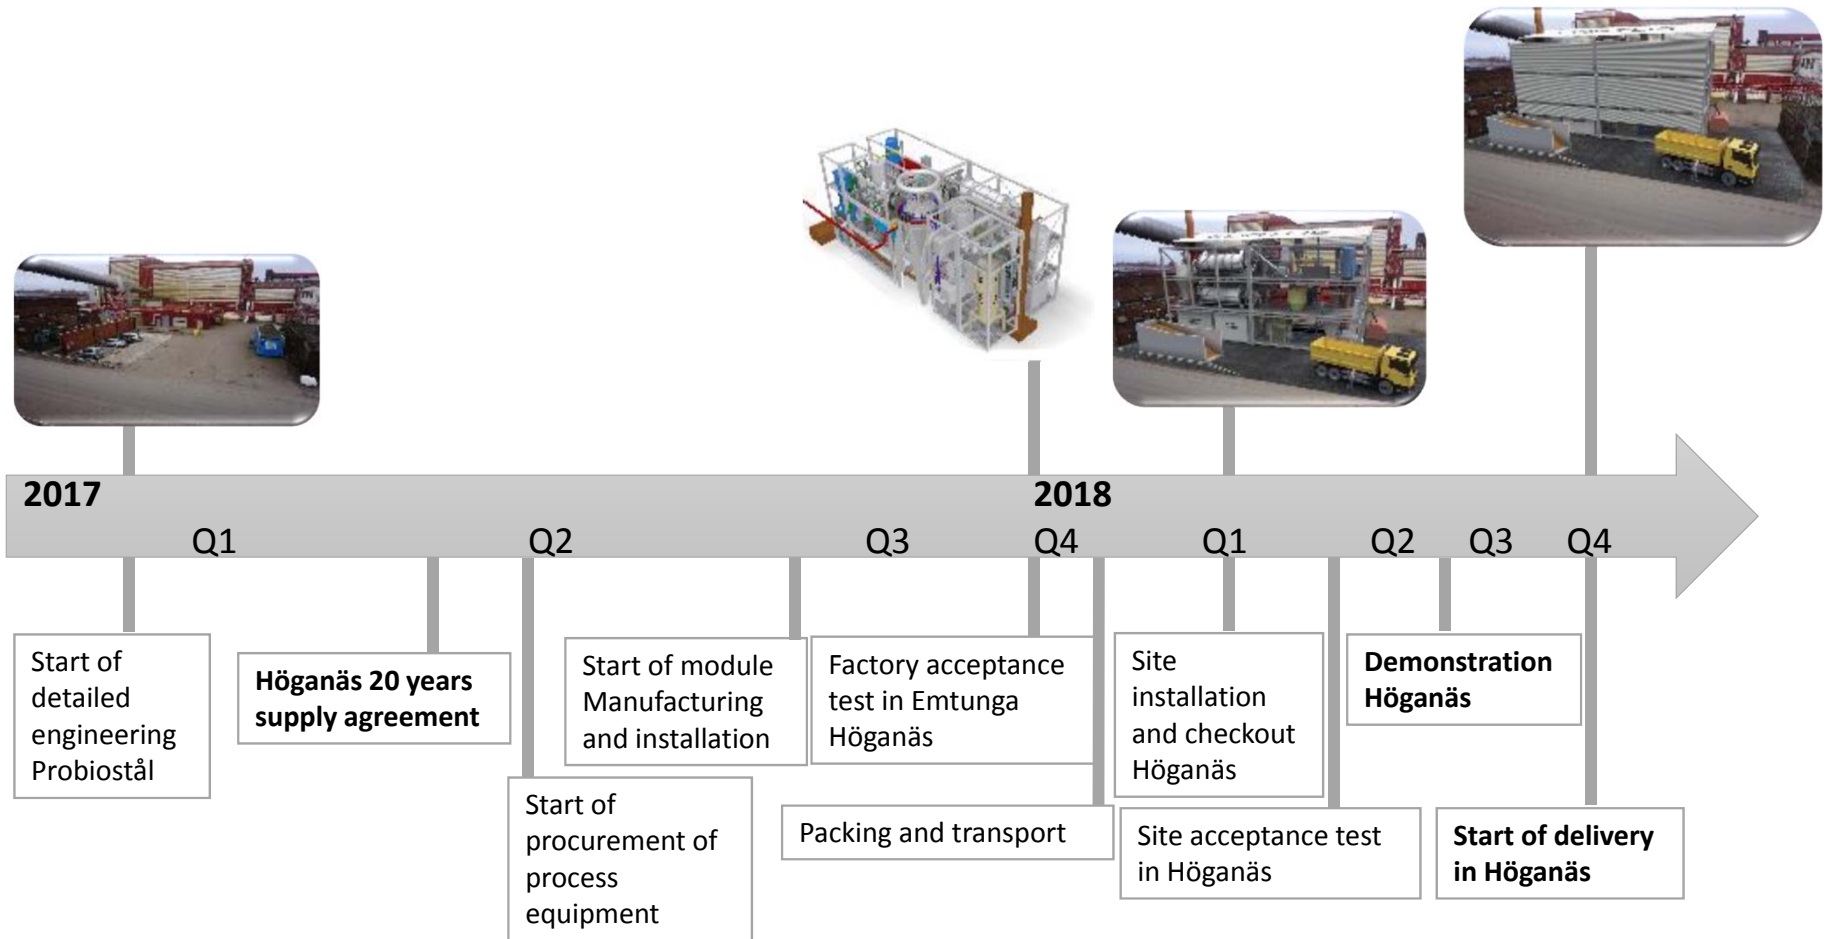 2017
2018
Q1
Q2
Q3
Q4
Q1
Q2
Q3
Q4
Start of
detailed
engineering
Probiostål
Höganäs 20 years
supply agreement
Start of
procurement of
process
equipment
Start of module
Manufacturing
and installation
Factory acceptance
test in Emtunga
Höganäs
Packing and transport
Site
installation
and checkout
Höganäs
Site acceptance test
in Höganäs
Demonstration
Höganäs
Start of delivery
in Höganäs